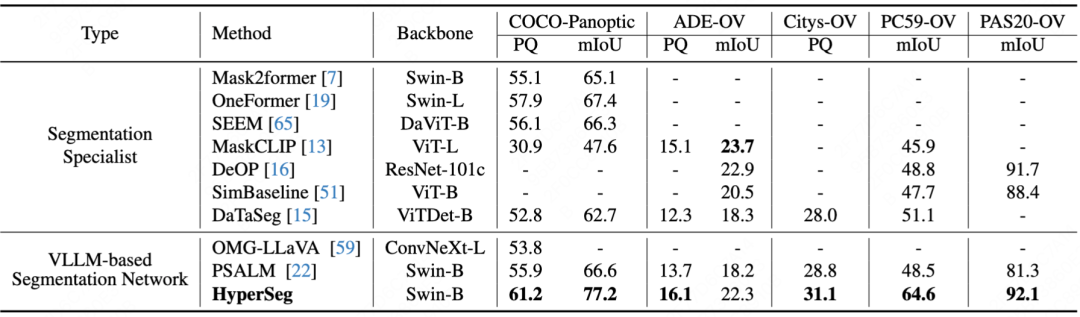 Type Method Backbone COCO-Panoptic ADE-OV Citys-OV PC59-OV PAS20-OV
PQ mIoU PQ mIoU PQ mIoU mIoU
Segmentation Specialist
Mask2former [7] Swin-B 55.1 65.1 - - - - -
OneFormer [19] Swin-L 57.9 67.4 - - - - -
SEEM [65] DaViT-B 56.1 66.3 - - - - -
MaskCLIP [13] ViT-L 30.9 47.6 15.1 23.7 - 45.9 -
DeOP [16] ResNet-101c - - - 22.9 - 48.8 91.7
SimBaseline [51] ViT-B - - - 20.5 - 47.7 88.4
DaTaSeg [15] ViTDet-B 52.8 62.7 12.3 18.3 28.0 51.1 -
VLLM-based Segmentation Network
OMG-LLaVA [59] ConvNeXt-L 53.8 - - - - - -
PSALM [22] Swin-B 55.9 66.6 13.7 18.2 28.8 48.5 81.3
HyperSeg Swin-B 61.2 77.2 16.1 22.3 31.1 64.6 92.1